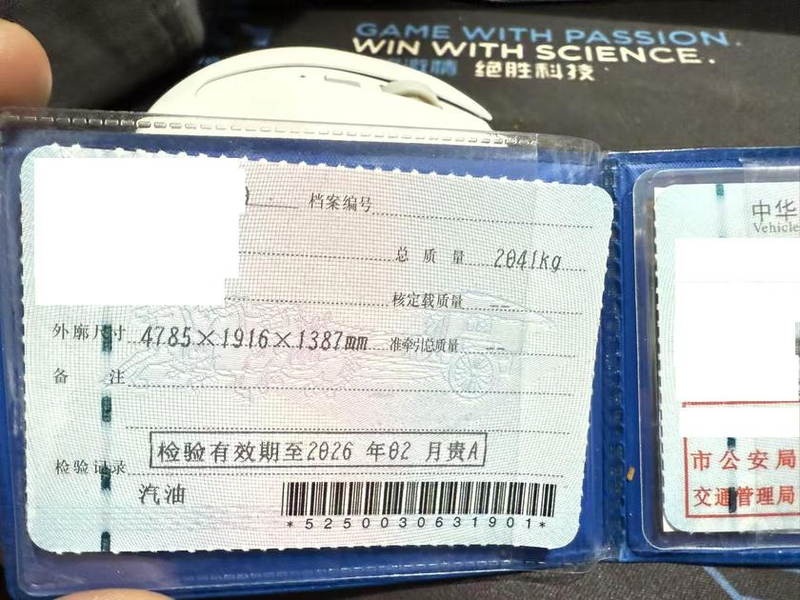 GAME WITH PASSION.
WIN WITH SCIENCE.
绝胜科技
档案编号
总质量 2041kg
核定载质量 --
外廓尺寸 4785×1916×1387mm 准牵引总质量 --
备注
检验记录 检验有效期至2026年02月贵A
汽油
*5250030631901*
中华
Vehicle
市公安局
交通管理局